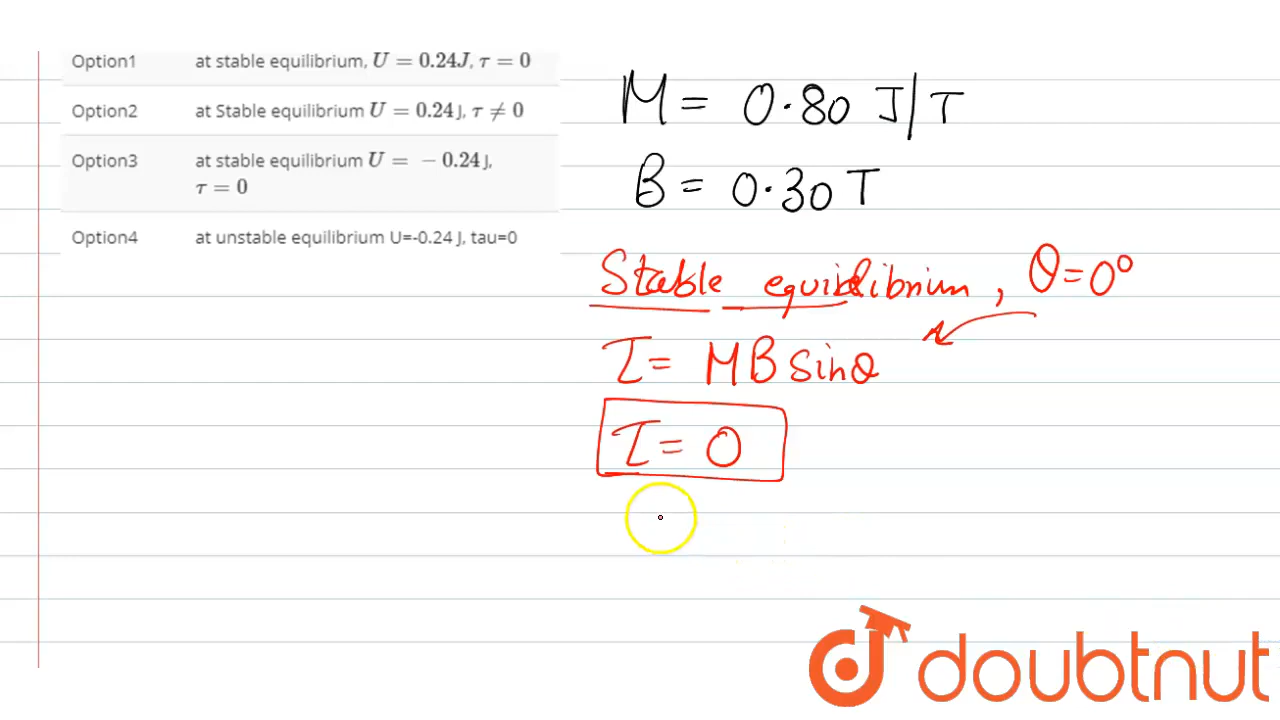 Option1 at stable equilibrium, U = 0.24J, τ = 0
Option2 at Stable equilibrium U = 0.24 J, τ ≠ 0
Option3 at stable equilibrium U = − 0.24 J,
τ = 0
Option4 at unstable equilibrium U=-0.24 J, tau=0
M = 0.80 J/T
B = 0.30 T
Stable equilibrium, θ=0°
τ = MB sinθ
τ = 0
doubtnut